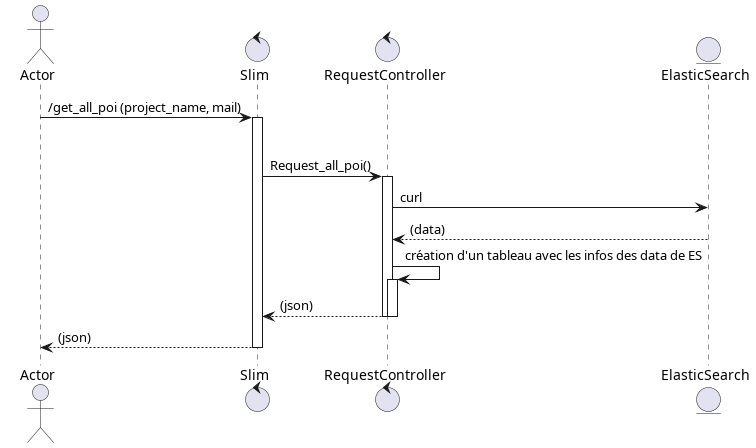 Actor
Slim
RequestController
ElasticSearch
/get_all_poi (project_name, mail)
Request_all_poi()
curl
(data)
création d'un tableau avec les infos des data de ES
(json)
(json)
Actor
Slim
RequestController
ElasticSearch